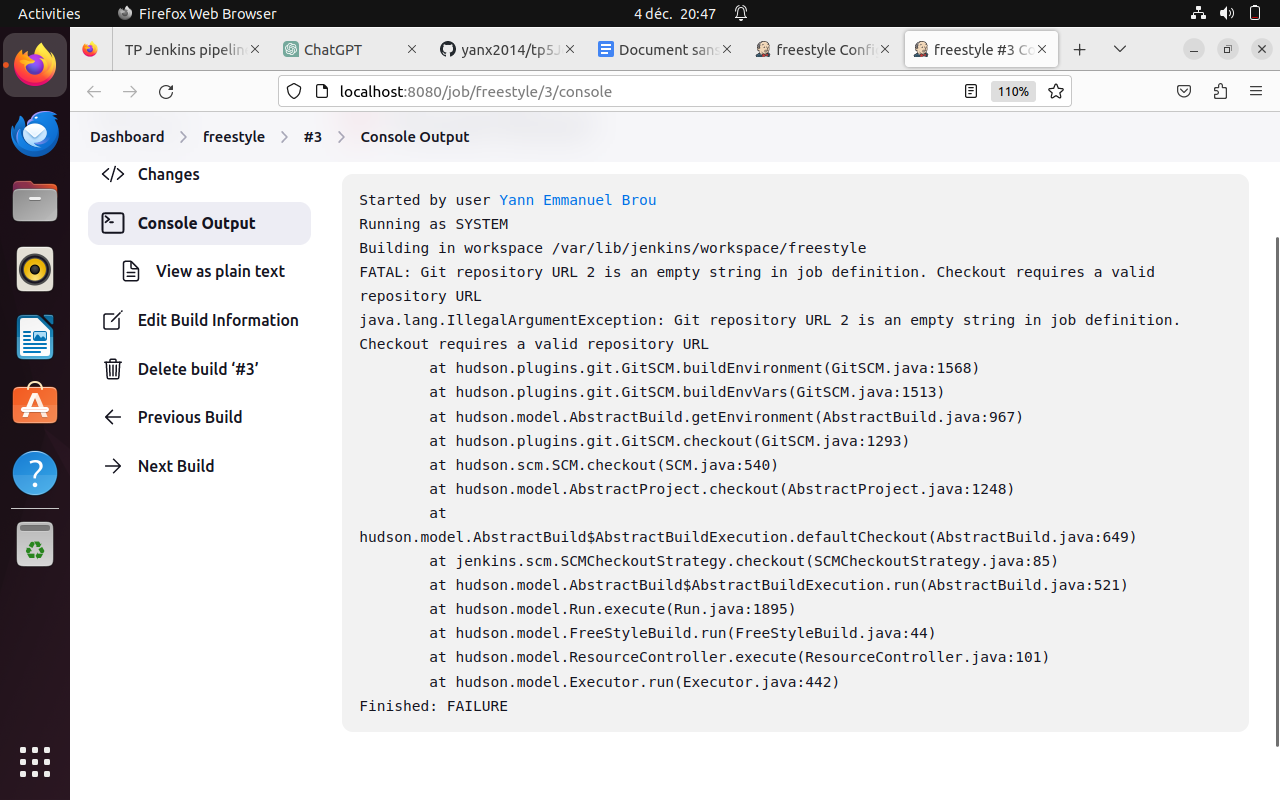 Activities Firefox Web Browser 4 déc. 20:47
TP Jenkins pipelin ChatGPT yanx2014/tp5J Document sans freestyle Confi freestyle #3 Co
localhost:8080/job/freestyle/3/console 110%
Dashboard freestyle #3 Console Output
Changes
Console Output
View as plain text
Edit Build Information
Delete build ‘#3’
Previous Build
Next Build
Started by user Yann Emmanuel Brou
Running as SYSTEM
Building in workspace /var/lib/jenkins/workspace/freestyle
FATAL: Git repository URL 2 is an empty string in job definition. Checkout requires a valid
repository URL
java.lang.IllegalArgumentException: Git repository URL 2 is an empty string in job definition.
Checkout requires a valid repository URL
at hudson.plugins.git.GitSCM.buildEnvironment(GitSCM.java:1568)
at hudson.plugins.git.GitSCM.buildEnvVars(GitSCM.java:1513)
at hudson.model.AbstractBuild.getEnvironment(AbstractBuild.java:967)
at hudson.plugins.git.GitSCM.checkout(GitSCM.java:1293)
at hudson.scm.SCM.checkout(SCM.java:540)
at hudson.model.AbstractProject.checkout(AbstractProject.java:1248)
at
hudson.model.AbstractBuild$AbstractBuildExecution.defaultCheckout(AbstractBuild.java:649)
at jenkins.scm.SCMCheckoutStrategy.checkout(SCMCheckoutStrategy.java:85)
at hudson.model.AbstractBuild$AbstractBuildExecution.run(AbstractBuild.java:521)
at hudson.model.Run.execute(Run.java:1895)
at hudson.model.FreeStyleBuild.run(FreeStyleBuild.java:44)
at hudson.model.ResourceController.execute(ResourceController.java:101)
at hudson.model.Executor.run(Executor.java:442)
Finished: FAILURE